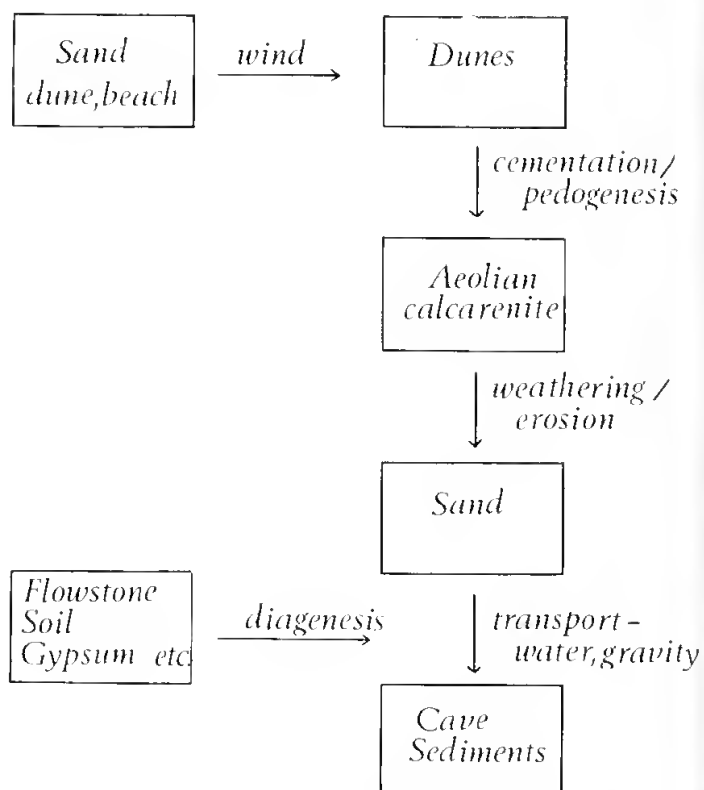 Sand
dune, beach
wind
Dunes
cementation/
pedogenesis
Aeolian
calcarenite
weathering/
erosion
Sand
Flowstone
Soil
Gypsum etc
diagenesis
transport-
water, gravity
Cave
Sediments